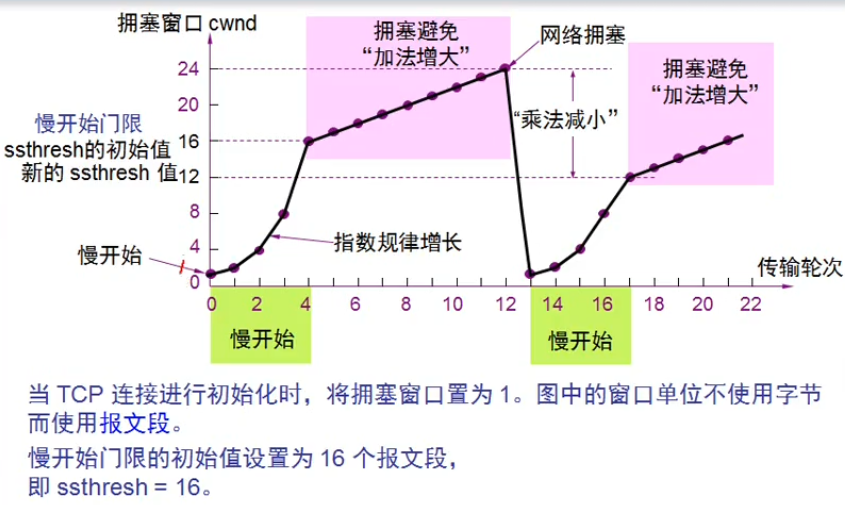 拥塞窗口 cwnd
拥塞避免
“加法增大”
网络拥塞
拥塞避免
“加法增大”
“乘法减小”
24
20
慢开始门限
ssthresh的初始值
16
新的 ssthresh 值
12
8
4
0
慢开始
指数规律增长
传输轮次
0 2 4 6 8 10 12 14 16 18 20 22
慢开始
慢开始
当 TCP 连接进行初始化时，将拥塞窗口置为 1。图中的窗口单位不使用字节
而使用报文段。
慢开始门限的初始值设置为 16 个报文段，
即 ssthresh = 16。